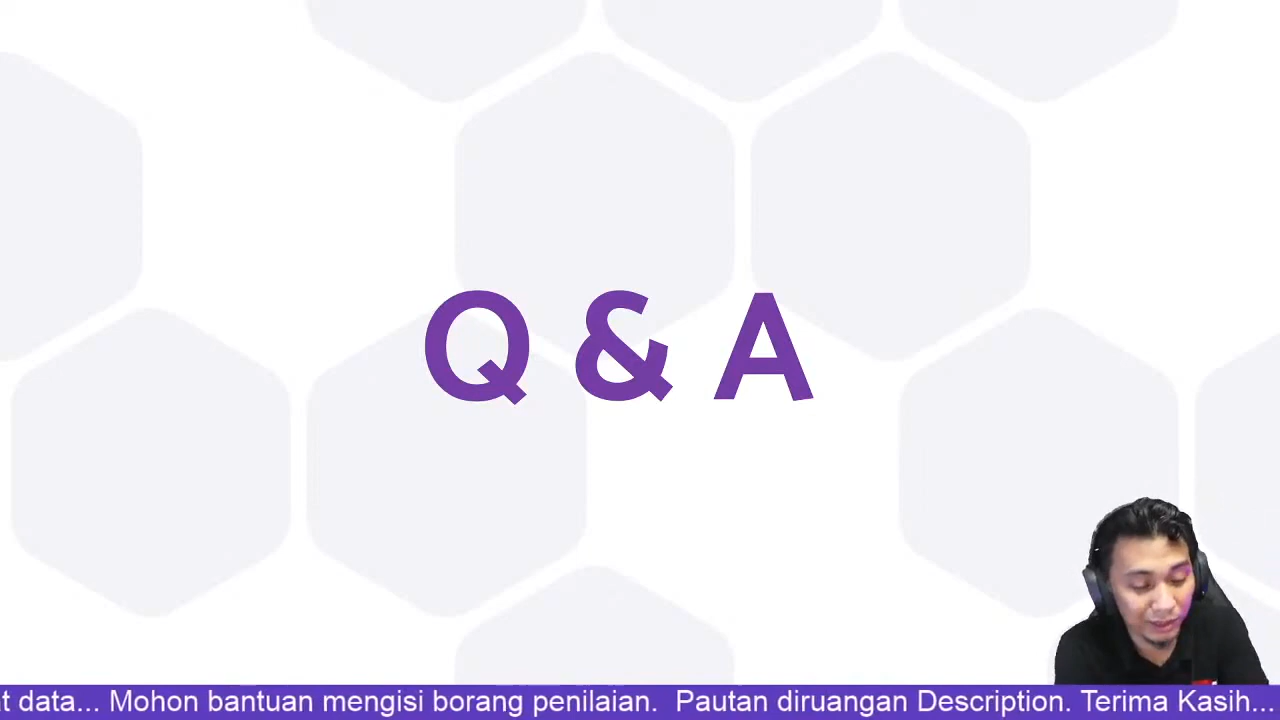 Q & A
t data... Mohon bantuan mengisi borang penilaian. Pautan diruangan Description. Terima Kasih...